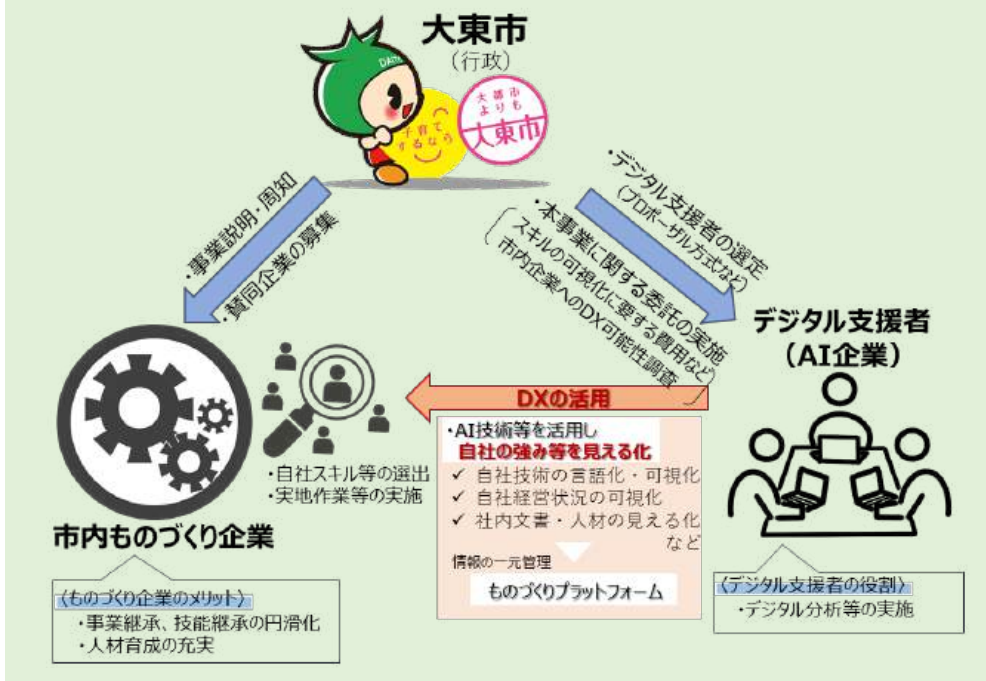 大東市
（行政）
DAITO
子育て
するなら
大都市
よりも
大東市
・事業説明・周知
・賛同企業の募集
・デジタル支援者の選定
（プロポーザル方式など）
・本事業に関する委託の実施
スキルの可視化に要する費用など
市内企業へのDX可能性調査
デジタル支援者
（AI企業）
DXの活用
・AI技術等を活用し
自社の強み等を見える化
✓ 自社技術の言語化・可視化
✓ 自社経営状況の可視化
✓ 社内文書・人材の見える化
など
情報の一元管理
ものづくりプラットフォーム
・自社スキル等の選出
・実地作業等の実施
市内ものづくり企業
〈ものづくり企業のメリット〉
・事業継承、技能継承の円滑化
・人材育成の充実
〈デジタル支援者の役割〉
・デジタル分析等の実施